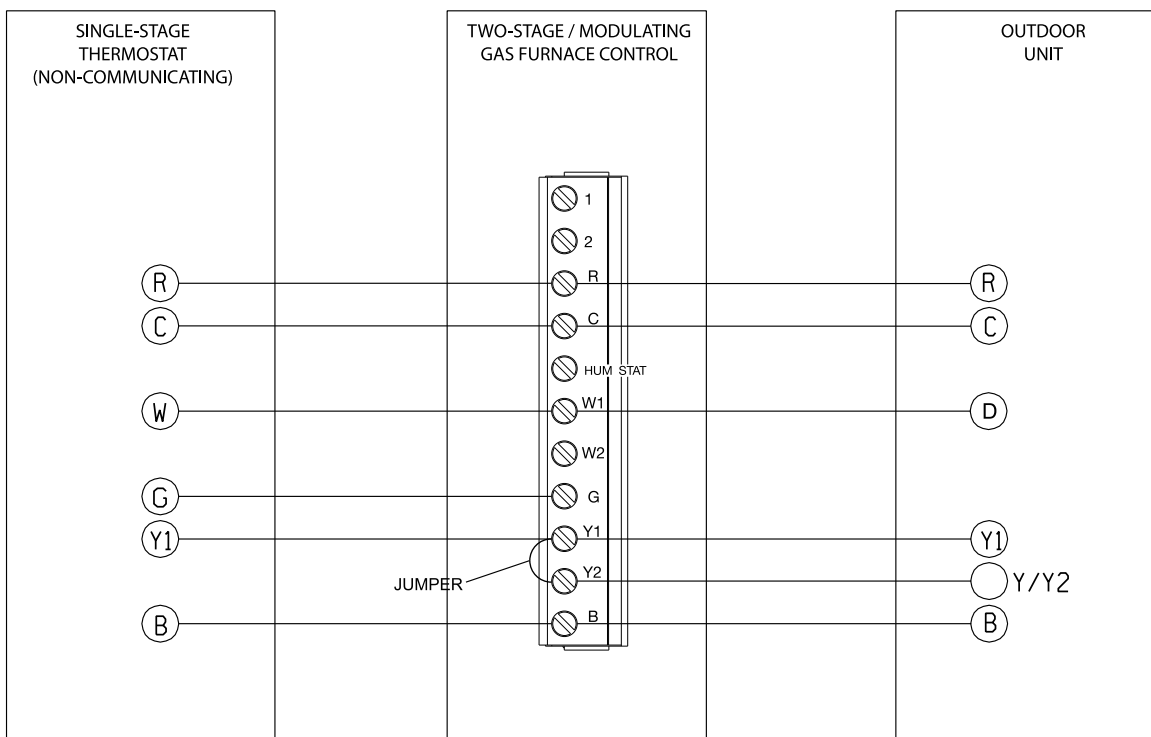 SINGLE-STAGE
THERMOSTAT
(NON-COMMUNICATING)
TWO-STAGE / MODULATING
GAS FURNACE CONTROL
OUTDOOR
UNIT
1
2
R
R
R
C
C
C
HUM STAT
W
W1
D
W2
G
G
Y1
Y1
Y1
JUMPER
Y2
Y/Y2
B
B
B